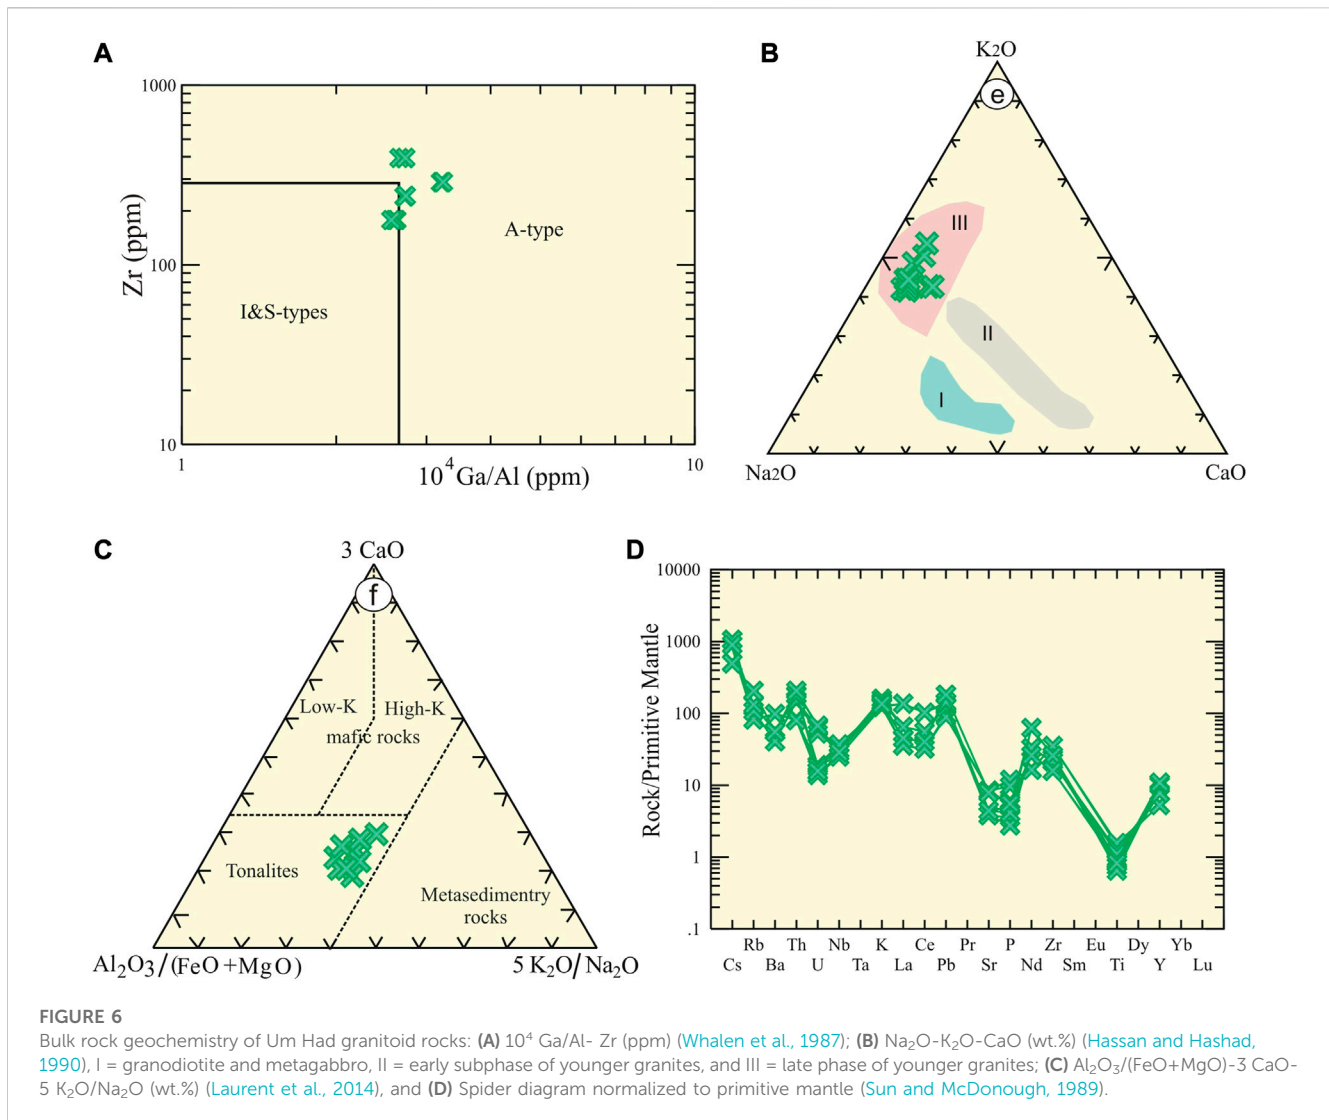 A
1000
100
10
Zr (ppm)
A-type
I&S-types
1
10
10⁴Ga/Al (ppm)
B
K2O
e
III
II
I
Na2O
CaO
C
3 CaO
f
Low-K
High-K
mafic rocks
Tonalites
Metasedimentry
rocks
Al₂O₃/(FeO+MgO)
5 K₂O/Na₂O
D
10000
1000
100
10
1
.1
Rock/Primitive Mantle
Rb Th Nb K Ce Pr P Zr Eu Dy Yb
Cs Ba U Ta La Pb Sr Nd Sm Ti Y Lu
FIGURE 6
Bulk rock geochemistry of Um Had granitoid rocks: (A) 10⁴ Ga/Al- Zr (ppm) (Whalen et al., 1987); (B) Na₂O-K₂O-CaO (wt.%) (Hassan and Hashad,
1990), I = granodiotite and metagabbro, II = early subphase of younger granites, and III = late phase of younger granites; (C) Al₂O₃/(FeO+MgO)-3 CaO-
5 K₂O/Na₂O (wt.%) (Laurent et al., 2014), and (D) Spider diagram normalized to primitive mantle (Sun and McDonough, 1989).